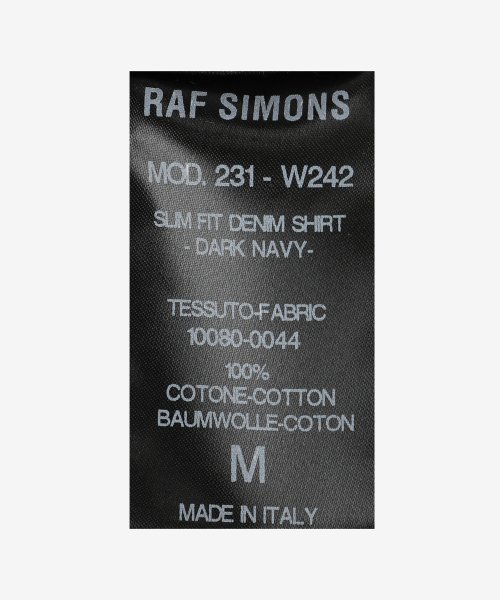 RAF SIMONS
MOD. 231 - W242
SLIM FIT DENIM SHIRT
- DARK NAVY-
TESSUTO-FABRIC
10080-0044
100%
COTONE-COTTON
BAUMWOLLE-COTON
M
MADE IN ITALY